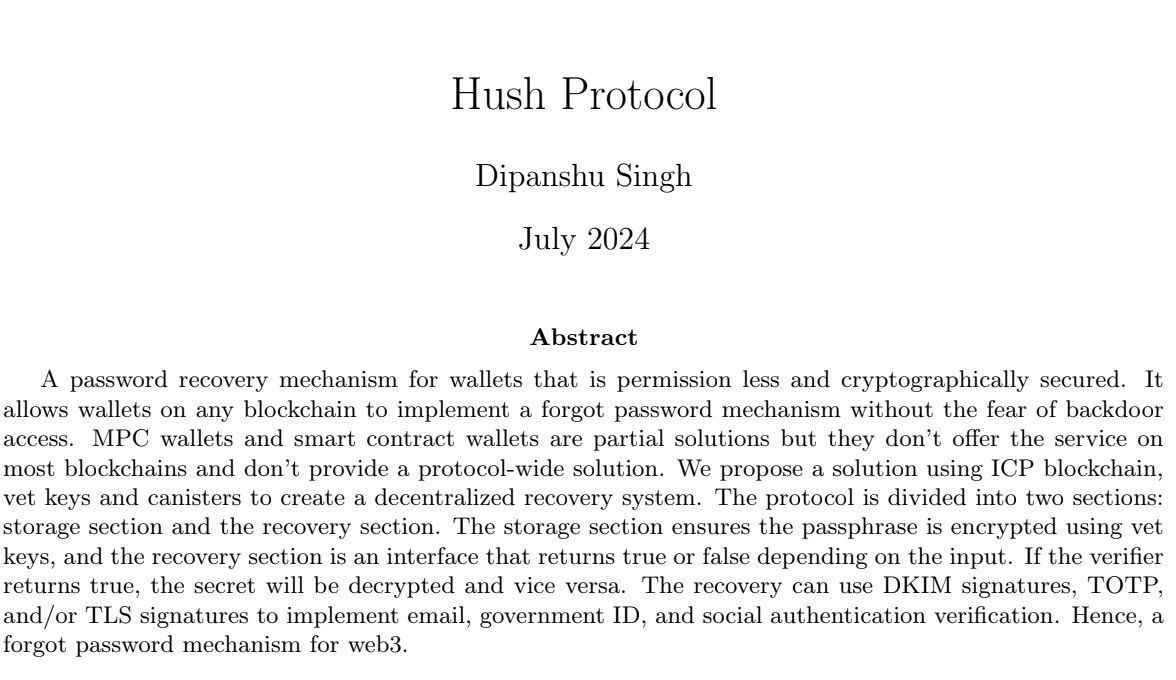 Hush Protocol
Dipanshu Singh
July 2024
Abstract
A password recovery mechanism for wallets that is permission less and cryptographically secured. It
allows wallets on any blockchain to implement a forgot password mechanism without the fear of backdoor
access. MPC wallets and smart contract wallets are partial solutions but they don't offer the service on
most blockchains and don't provide a protocol-wide solution. We propose a solution using ICP blockchain,
vet keys and canisters to create a decentralized recovery system. The protocol is divided into two sections:
storage section and the recovery section. The storage section ensures the passphrase is encrypted using vet
keys, and the recovery section is an interface that returns true or false depending on the input. If the verifier
returns true, the secret will be decrypted and vice versa. The recovery can use DKIM signatures, TOTP,
and/or TLS signatures to implement email, government ID, and social authentication verification. Hence, a
forgot password mechanism for web3.